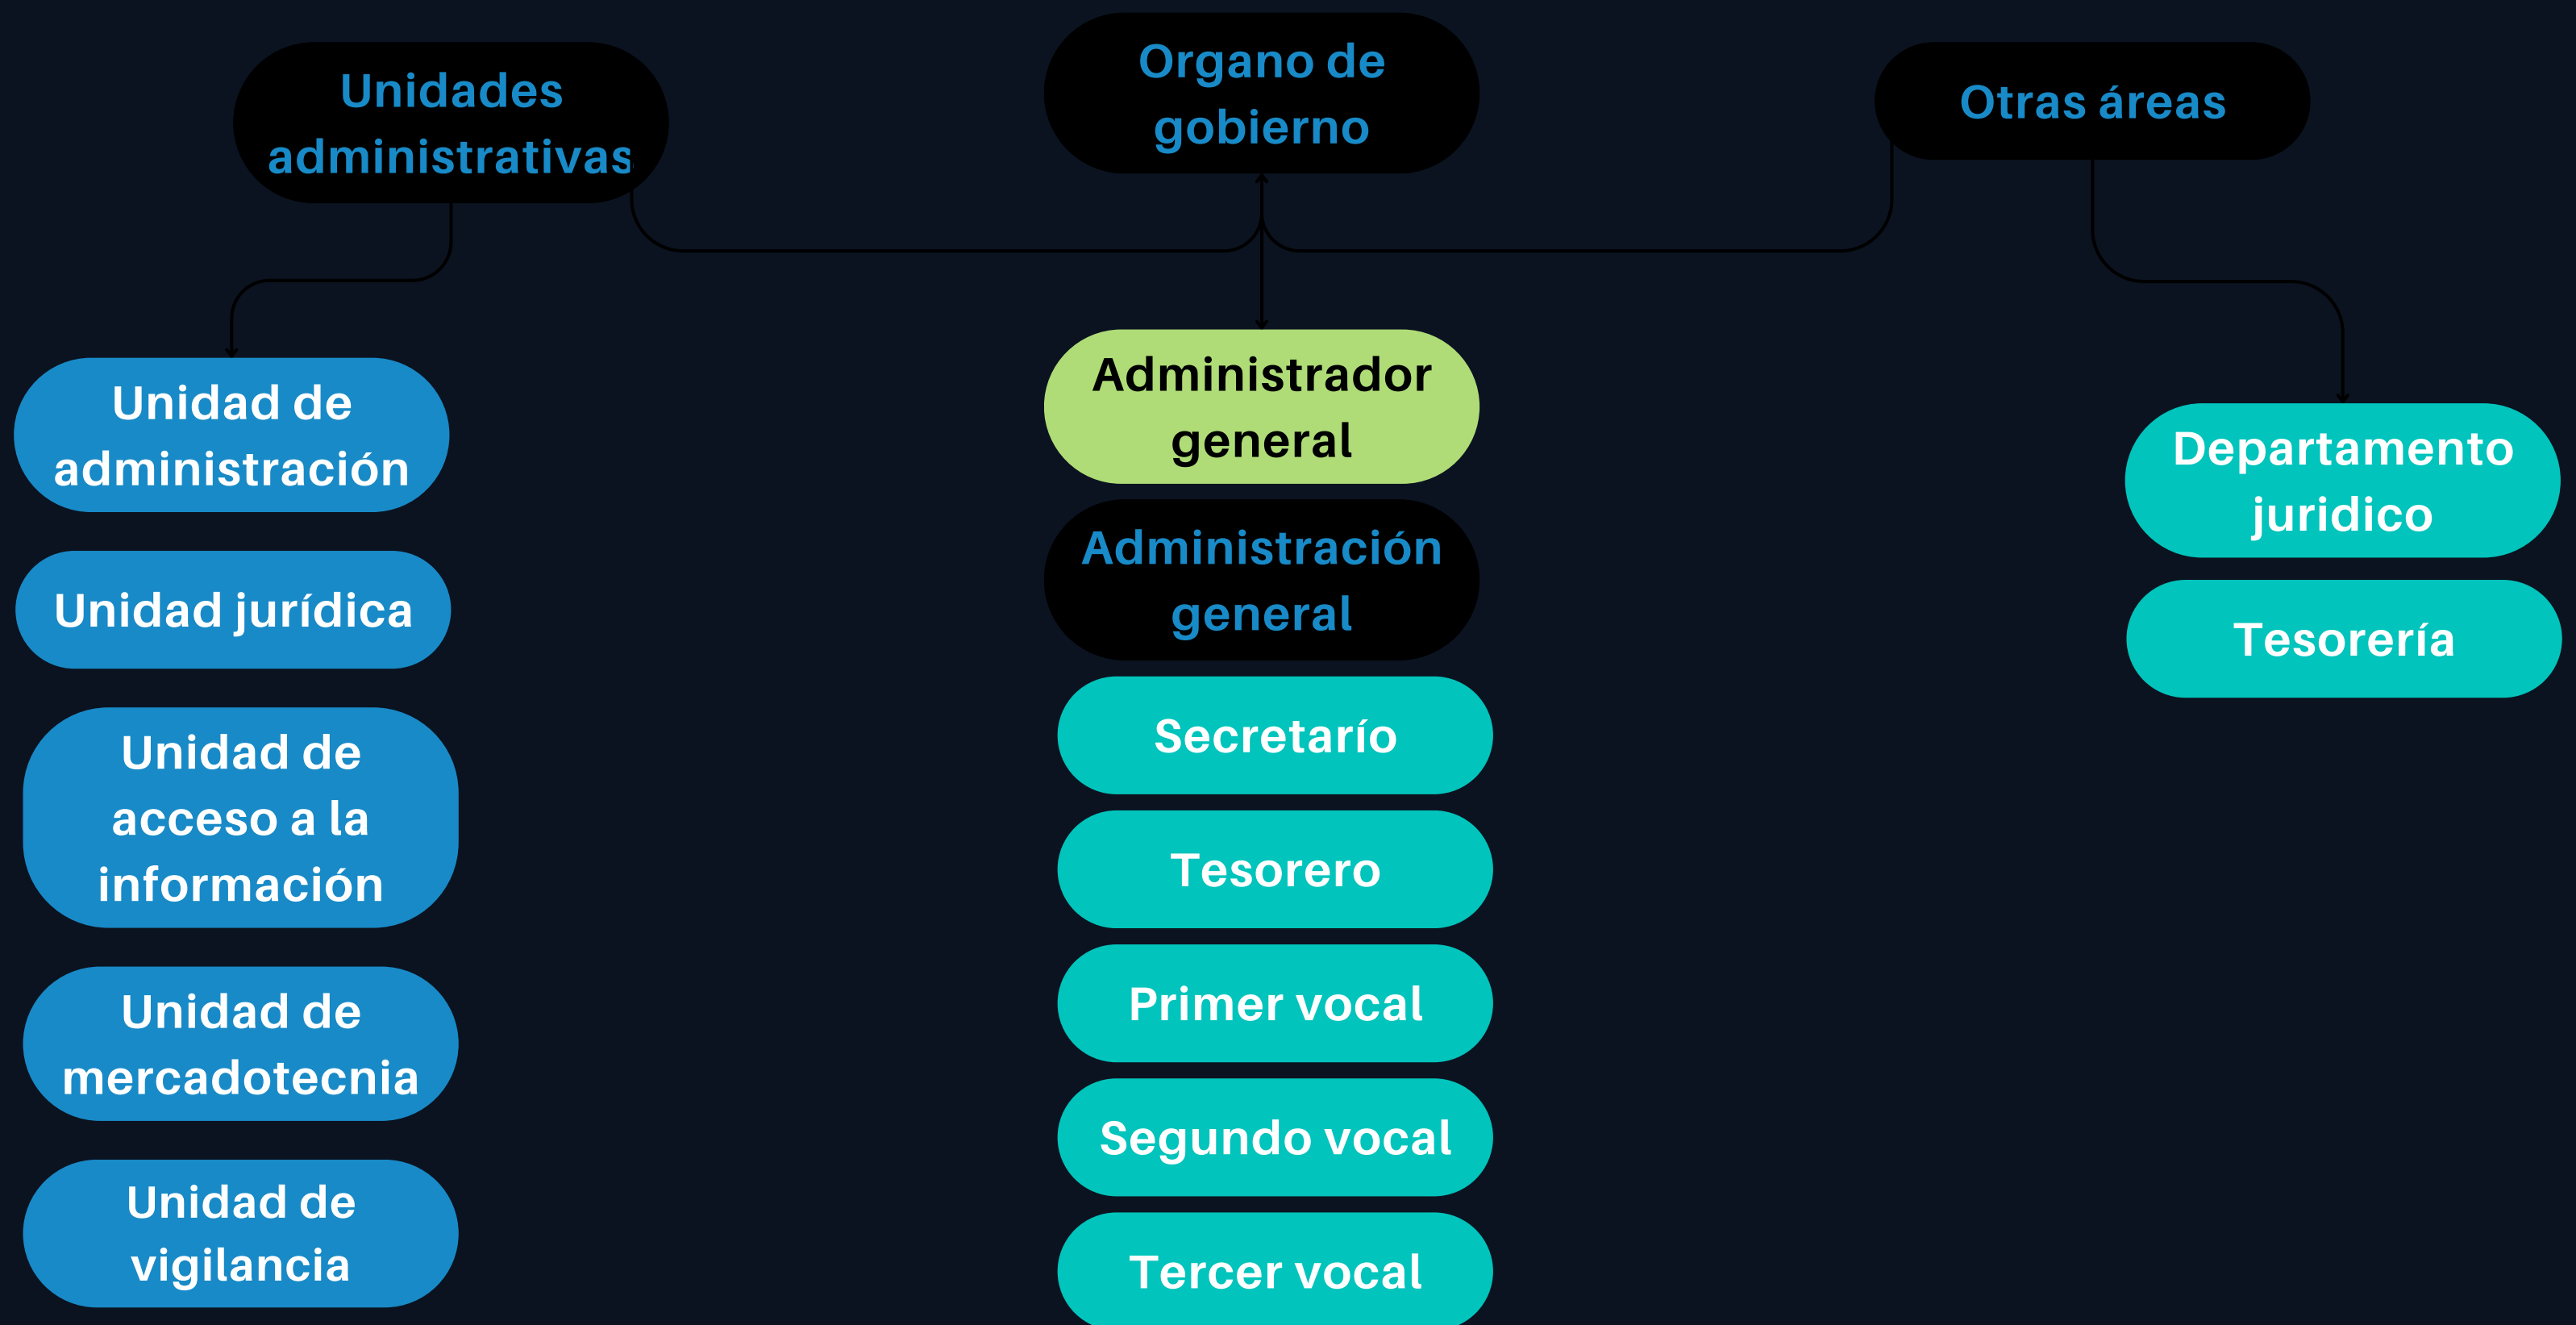 Unidades
administrativas
Organo de
gobierno
Otras áreas
Unidad de
administración
Unidad jurídica
Unidad de
acceso a la
información
Unidad de
mercadotecnia
Unidad de
vigilancia
Administrador
general
Administración
general
Secretarío
Tesorero
Primer vocal
Segundo vocal
Tercer vocal
Departamento
juridico
Tesorería